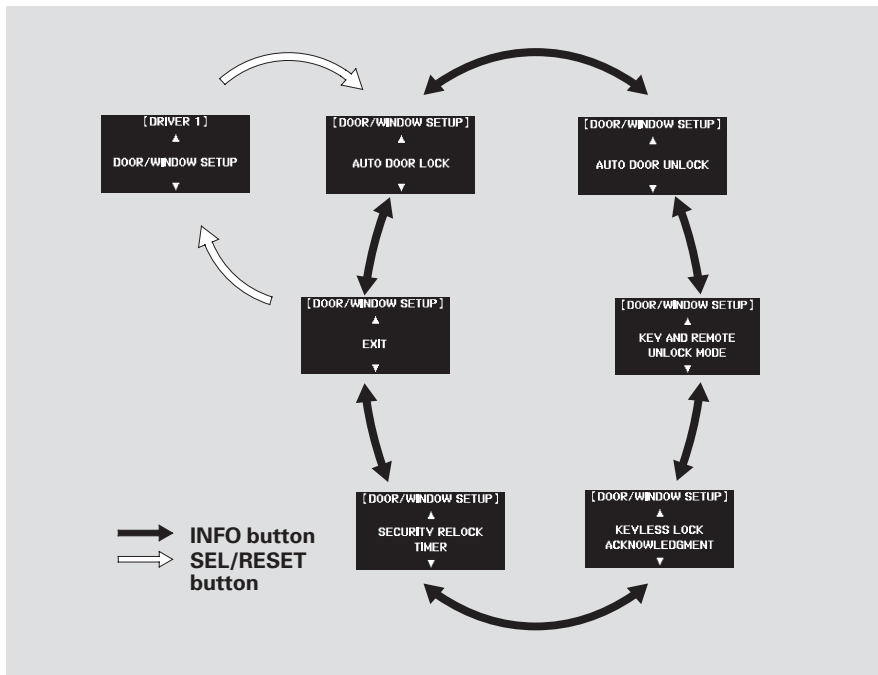 [DRIVER 1]
DOOR/WINDOW SETUP
[DOOR/WINDOW SETUP]
AUTO DOOR LOCK
[DOOR/WINDOW SETUP]
AUTO DOOR UNLOCK
[DOOR/WINDOW SETUP]
EXIT
[DOOR/WINDOW SETUP]
KEY AND REMOTE
UNLOCK MODE
[DOOR/WINDOW SETUP]
SECURITY RELOCK
TIMER
[DOOR/WINDOW SETUP]
KEYLESS LOCK
ACKNOWLEDGMENT
INFO button
SEL/RESET
button